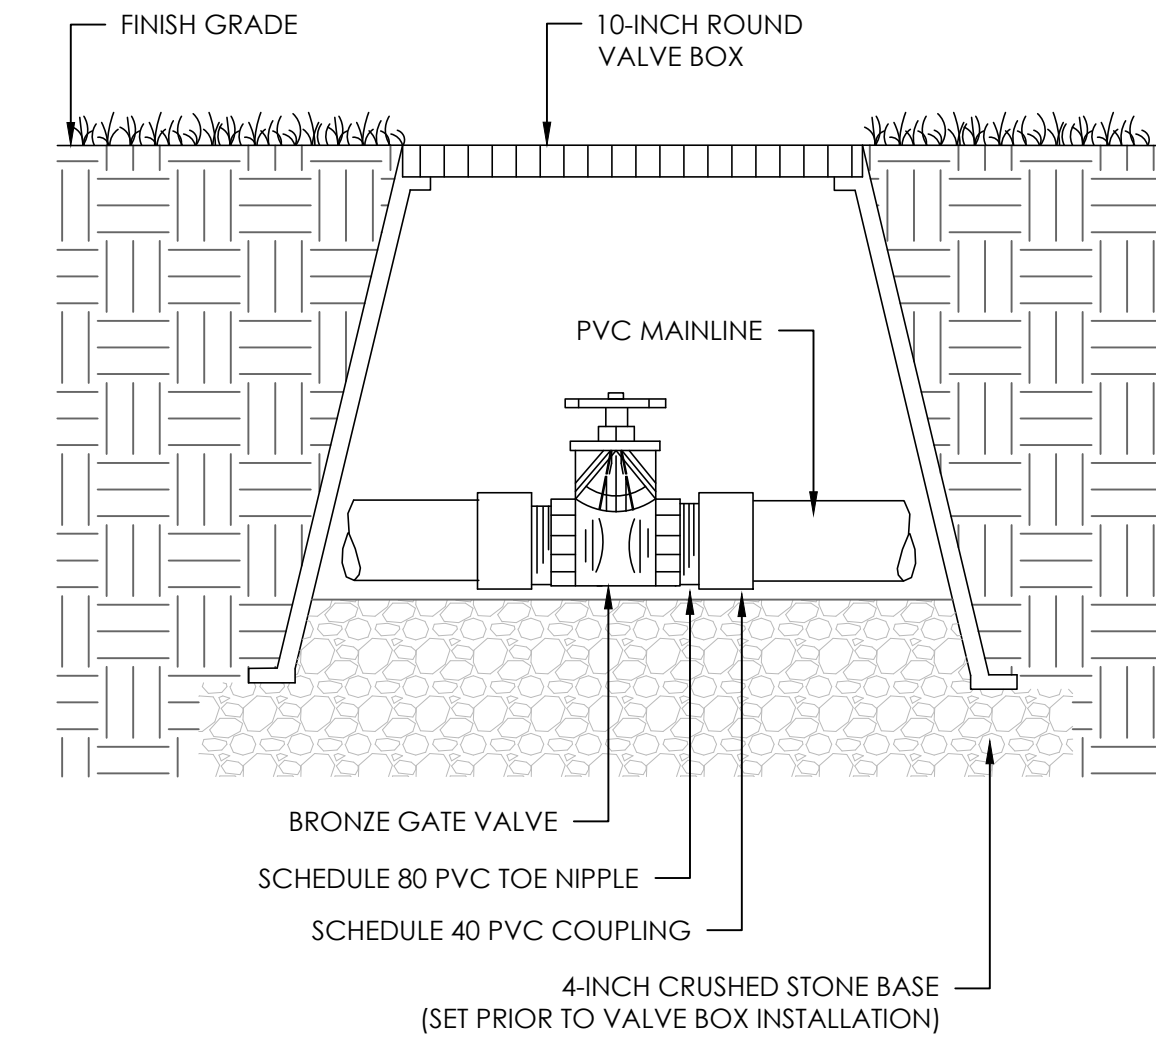 FINISH GRADE
10-INCH ROUND
VALVE BOX
PVC MAINLINE
BRONZE GATE VALVE
SCHEDULE 80 PVC TOE NIPPLE
SCHEDULE 40 PVC COUPLING
4-INCH CRUSHED STONE BASE
(SET PRIOR TO VALVE BOX INSTALLATION)